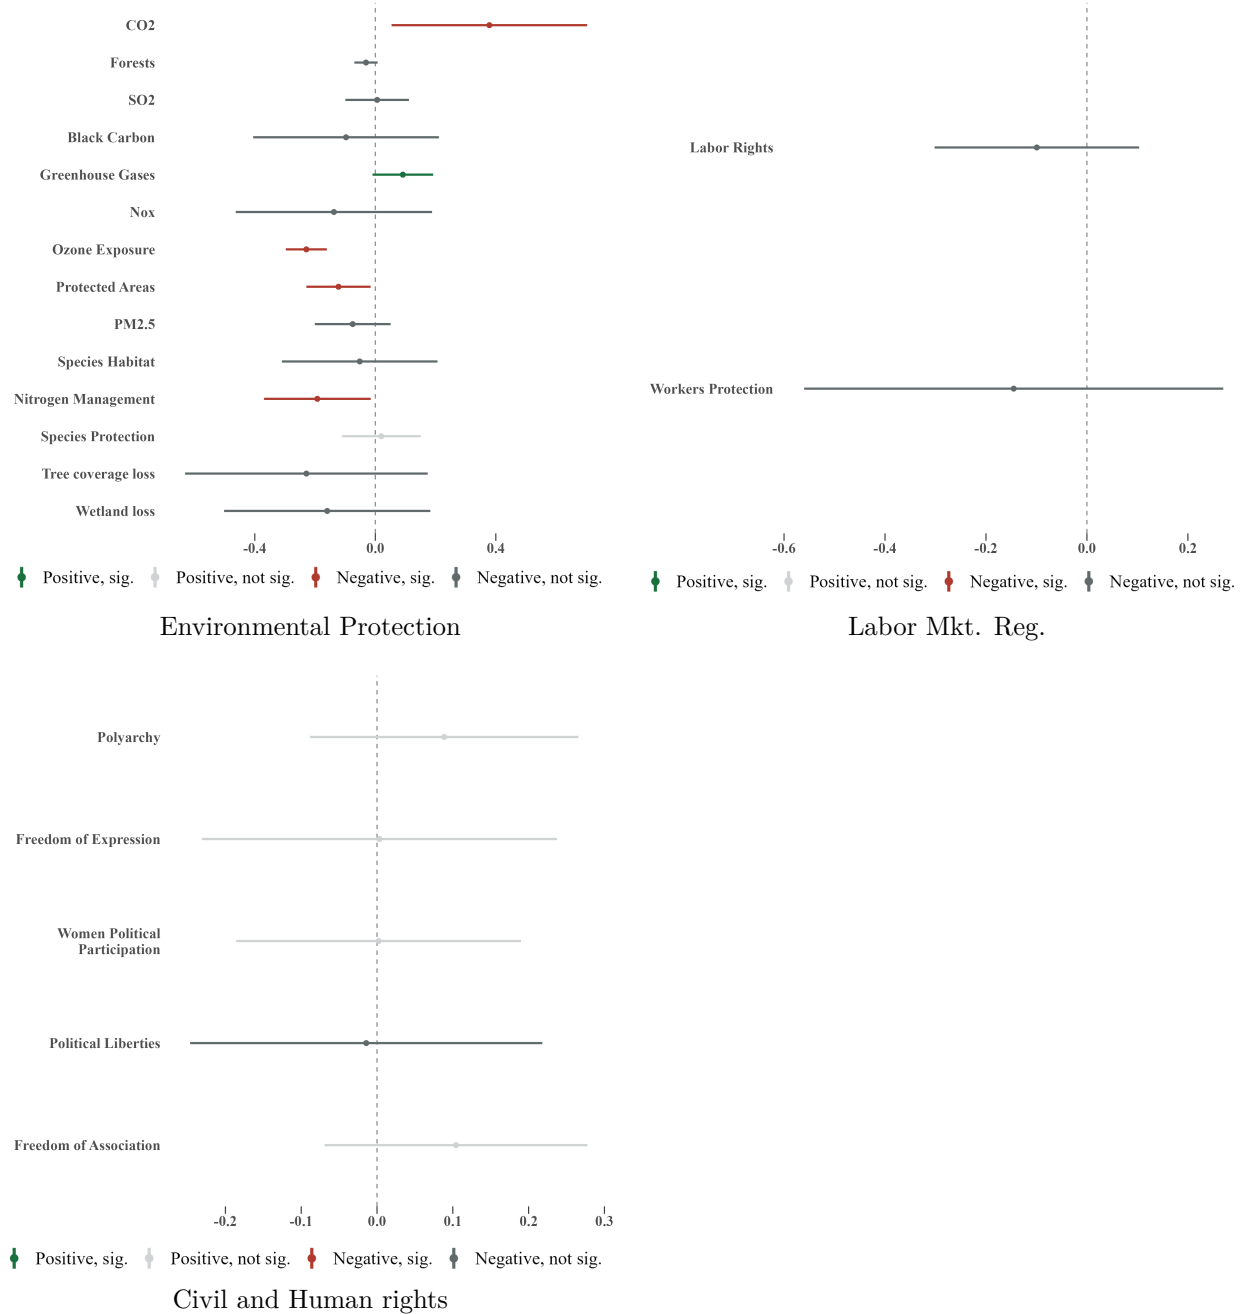 CO2
Forests
SO2
Black Carbon
Greenhouse Gases
Nox
Ozone Exposure
Protected Areas
PM2.5
Species Habitat
Nitrogen Management
Species Protection
Tree coverage loss
Wetland loss
-0.4 0.0 0.4
Positive, sig. Positive, not sig. Negative, sig. Negative, not sig.
Environmental Protection
Labor Rights
Workers Protection
-0.6 -0.4 -0.2 0.0 0.2
Positive, sig. Positive, not sig. Negative, sig. Negative, not sig.
Labor Mkt. Reg.
Polyarchy
Freedom of Expression
Women Political
Participation
Political Liberties
Freedom of Association
-0.2 -0.1 0.0 0.1 0.2 0.3
Positive, sig. Positive, not sig. Negative, sig. Negative, not sig.
Civil and Human rights